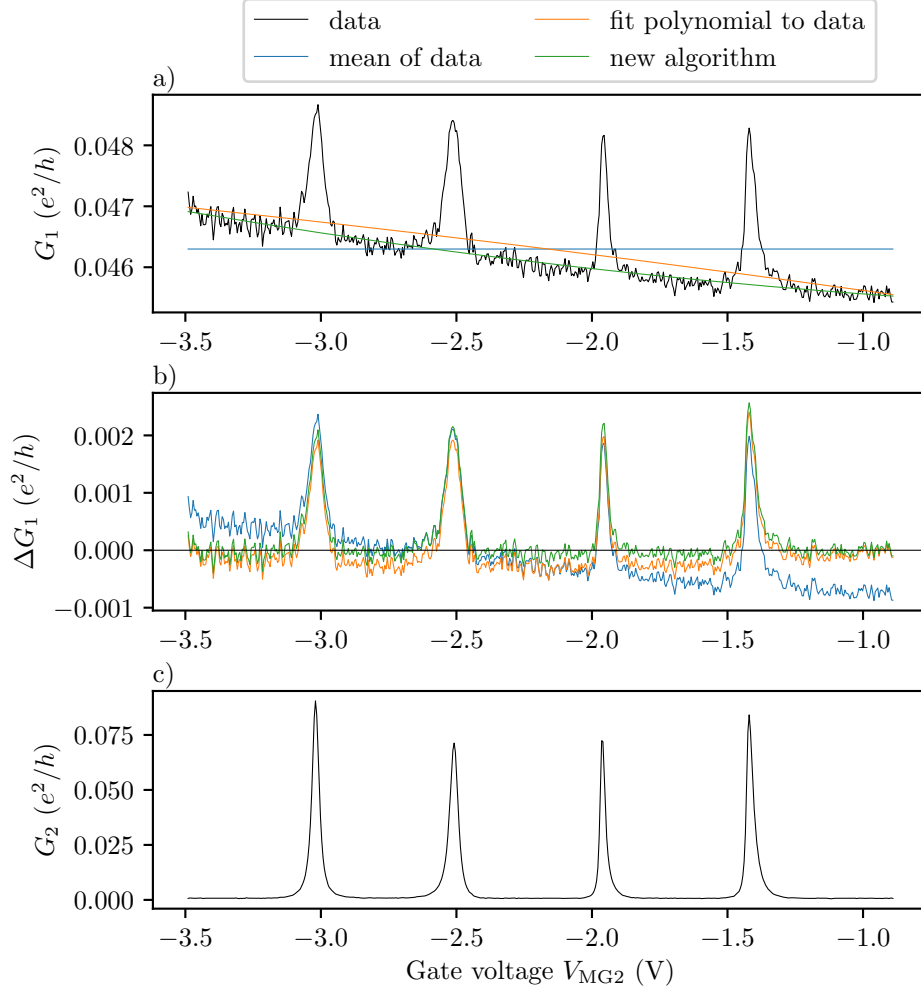 data
mean of data
fit polynomial to data
new algorithm
a)
G₁ (e²/h)
0.048
0.047
0.046
−3.5 −3.0 −2.5 −2.0 −1.5 −1.0
b)
ΔG₁ (e²/h)
0.002
0.001
0.000
−0.001
−3.5 −3.0 −2.5 −2.0 −1.5 −1.0
c)
G₂ (e²/h)
0.075
0.050
0.025
0.000
−3.5 −3.0 −2.5 −2.0 −1.5 −1.0
Gate voltage V_MG2 (V)